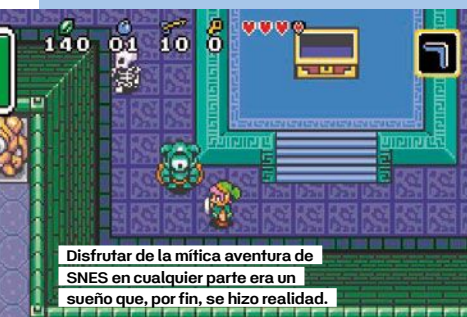 140 01 10 0
Disfrutar de la mítica aventura de
SNES en cualquier parte era un
sueño que, por fin, se hizo realidad.